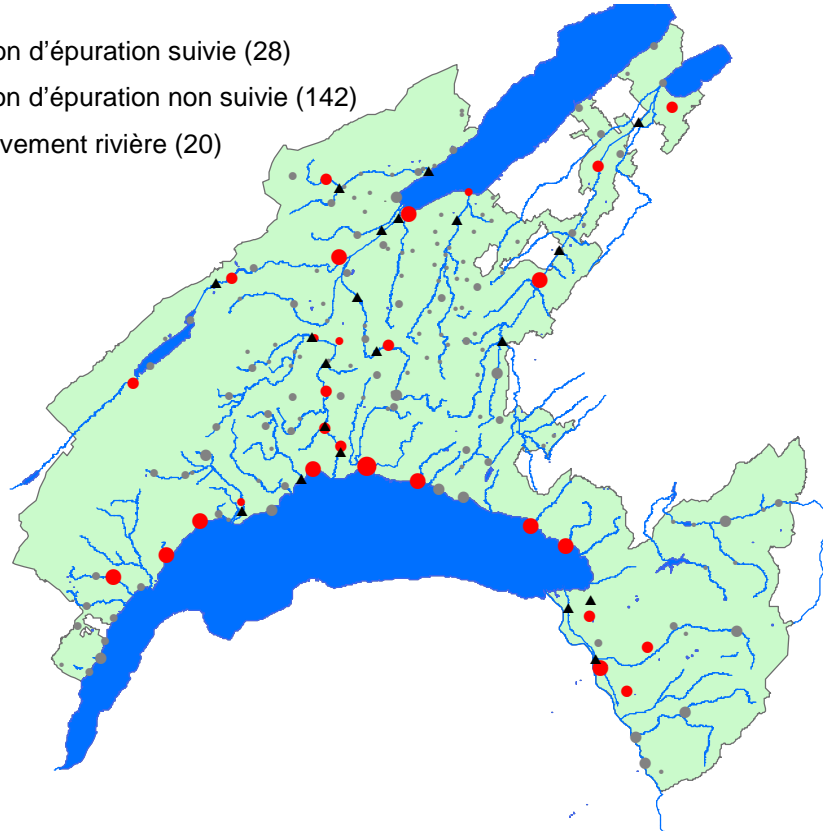 on d’épuration suivie (28)
on d’épuration non suivie (142)
vement rivière (20)